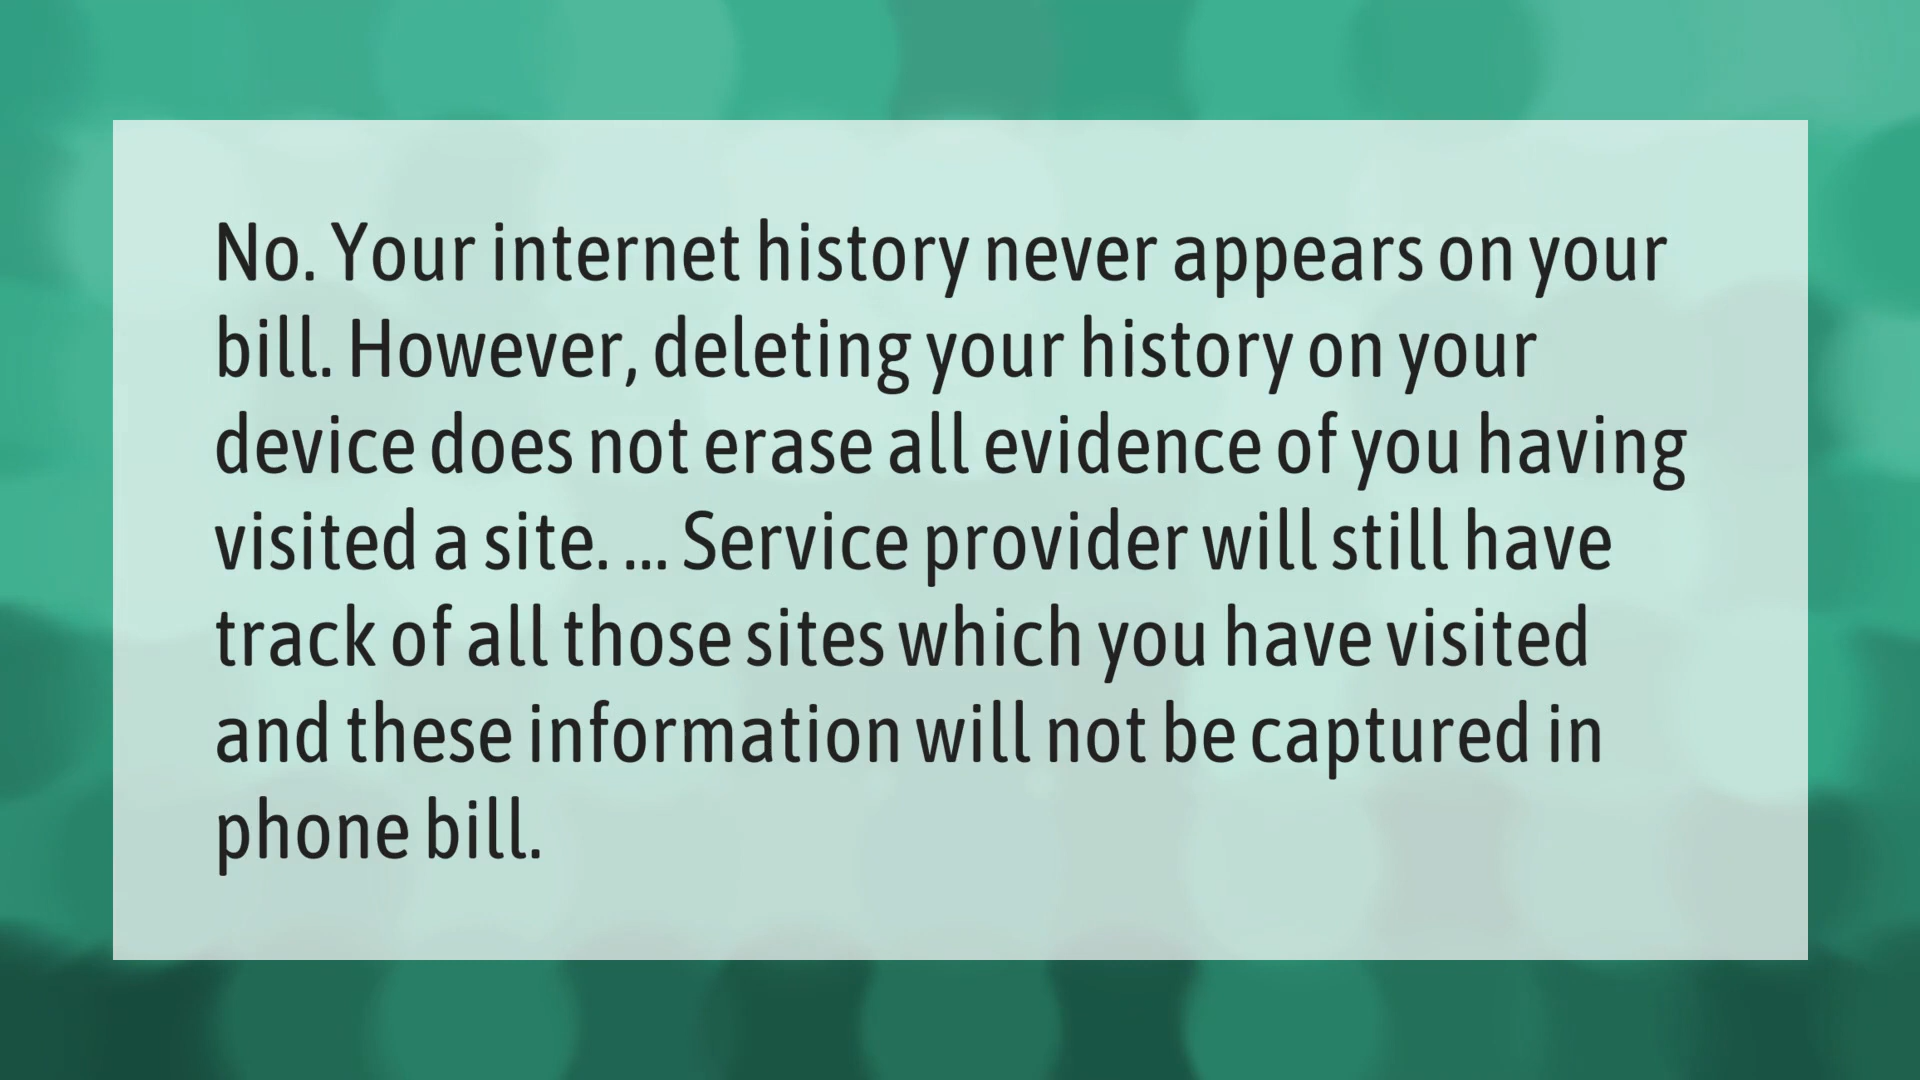 No. Your internet history never appears on your
bill. However, deleting your history on your
device does not erase all evidence of you having
visited a site. ... Service provider will still have
track of all those sites which you have visited
and these information will not be captured in
phone bill.